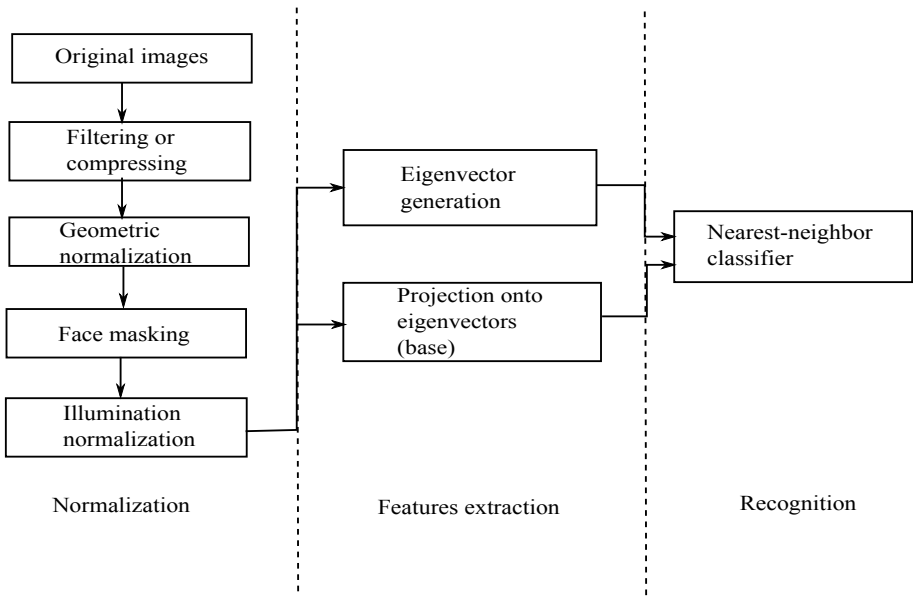 Original images
Filtering or
compressing
Geometric
normalization
Face masking
Illumination
normalization
Normalization
Eigenvector
generation
Projection onto
eigenvectors
(base)
Features extraction
Nearest-neighbor
classifier
Recognition